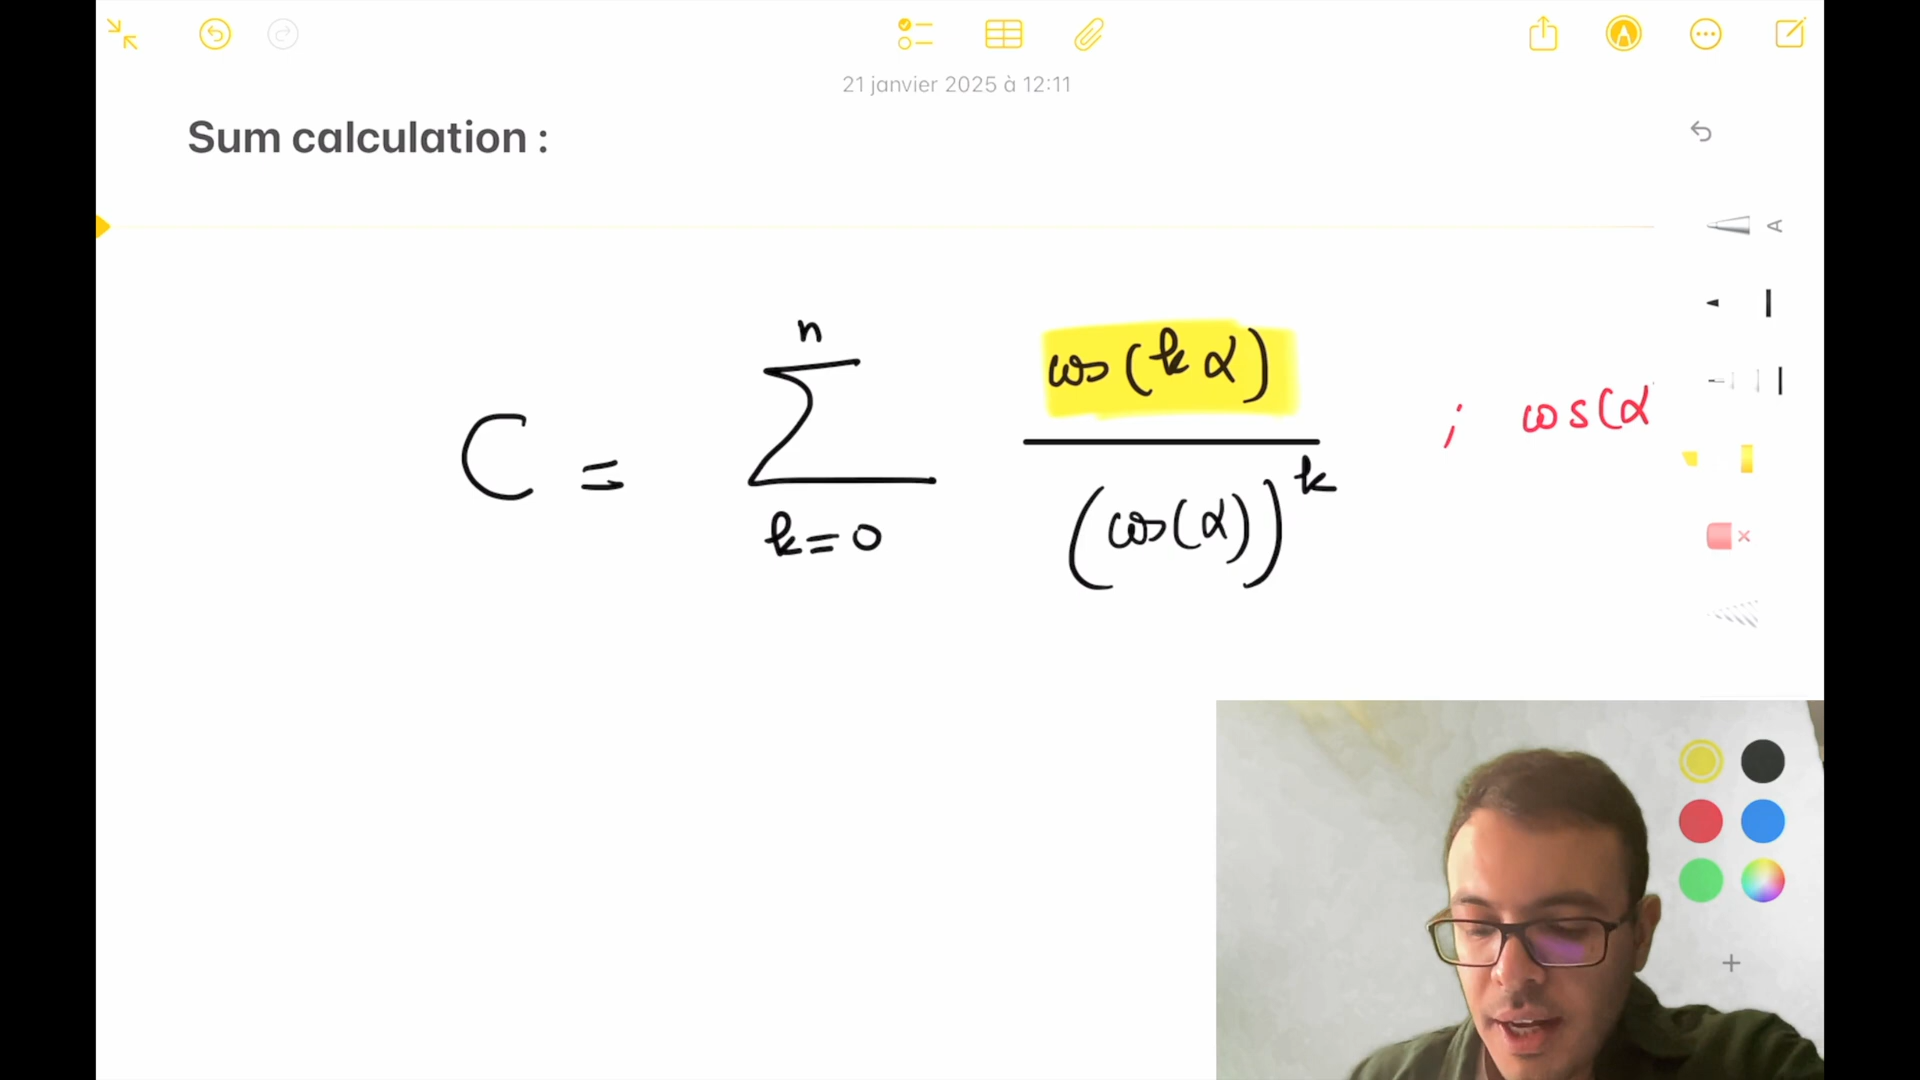 21 janvier 2025 à 12:11
Sum calculation :
C = n ∑ k=0 cos(kα) / (cos(α))^k ; cos(α
A